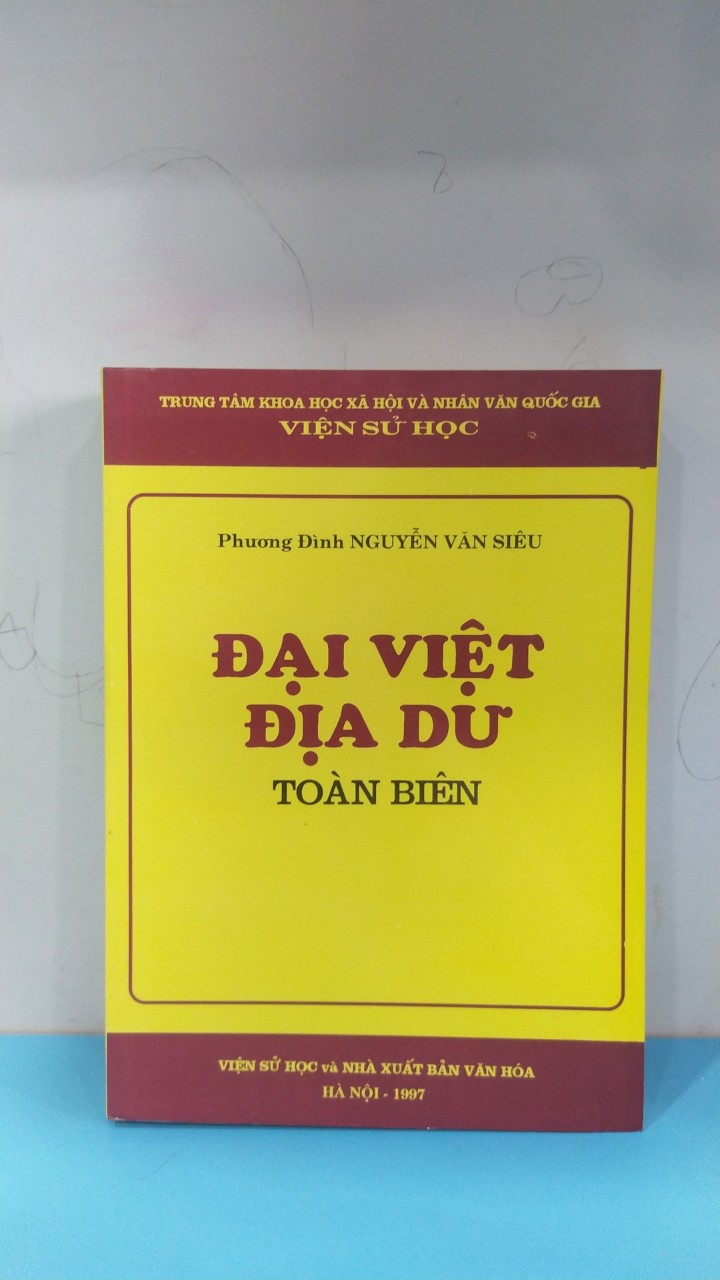 TRUNG TÂM KHOA HỌC XÃ HỘI VÀ NHÂN VĂN QUỐC GIA
VIỆN SỬ HỌC
Phương Đình NGUYỄN VĂN SIÊU
ĐẠI VIỆT
ĐỊA DƯ
TOÀN BIÊN
VIỆN SỬ HỌC và NHÀ XUẤT BẢN VĂN HÓA
HÀ NỘI - 1997